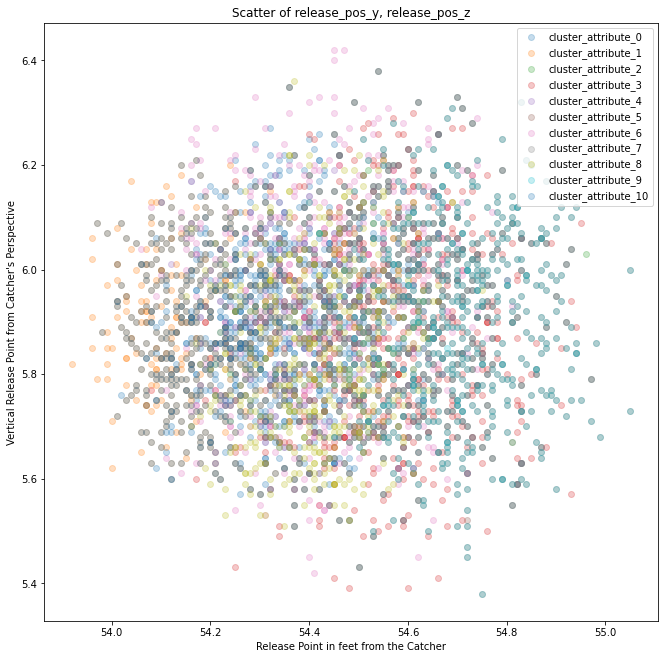 Scatter of release_pos_y, release_pos_z
cluster_attribute_0
cluster_attribute_1
cluster_attribute_2
cluster_attribute_3
cluster_attribute_4
cluster_attribute_5
cluster_attribute_6
cluster_attribute_7
cluster_attribute_8
cluster_attribute_9
cluster_attribute_10
Vertical Release Point from Catcher's Perspective
6.4
6.2
6.0
5.8
5.6
5.4
54.0 54.2 54.4 54.6 54.8 55.0
Release Point in feet from the Catcher